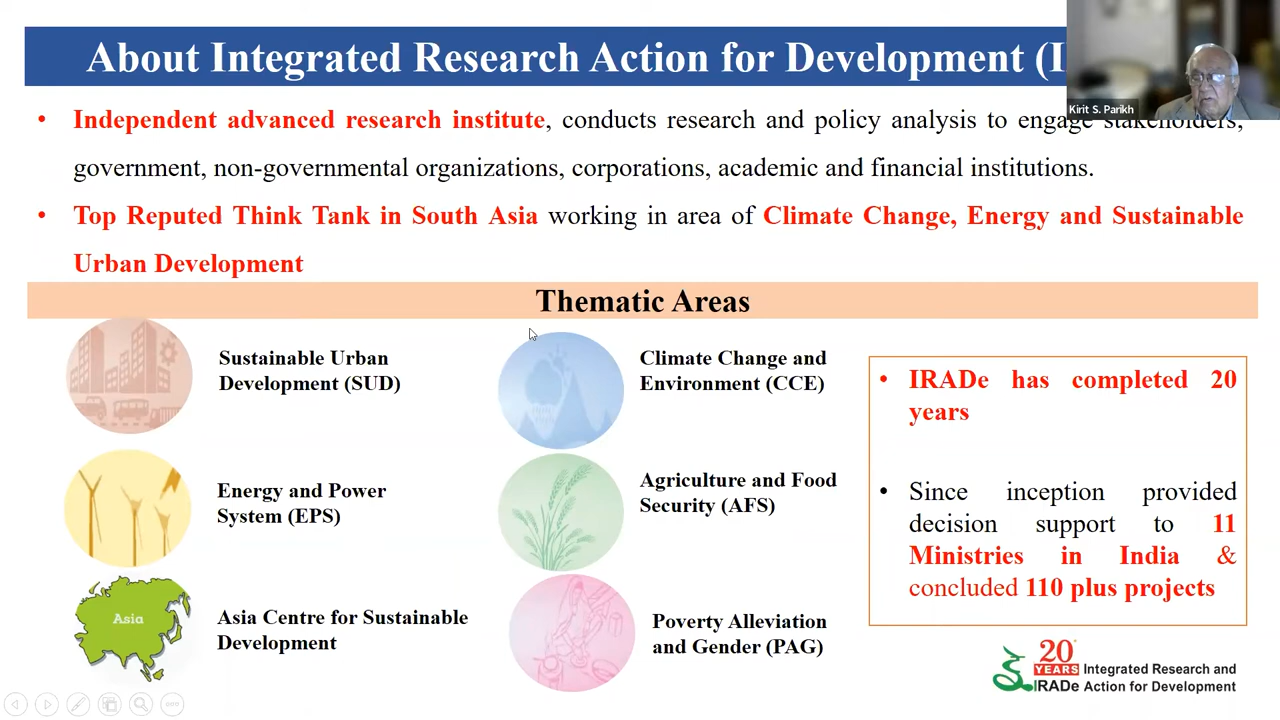 About Integrated Research Action for Development (
Kirit S. Parikh
• Independent advanced research institute, conducts research and policy analysis to engage stakeholders,
government, non-governmental organizations, corporations, academic and financial institutions.
• Top Reputed Think Tank in South Asia working in area of Climate Change, Energy and Sustainable
Urban Development
Thematic Areas
Sustainable Urban
Development (SUD)
Climate Change and
Environment (CCE)
Energy and Power
System (EPS)
Agriculture and Food
Security (AFS)
Asia
Asia Centre for Sustainable
Development
Poverty Alleviation
and Gender (PAG)
• IRADe has completed 20
years
• Since inception provided
decision support to 11
Ministries in India &
concluded 110 plus projects
20
YEARS
IRADe
Integrated Research and
Action for Development